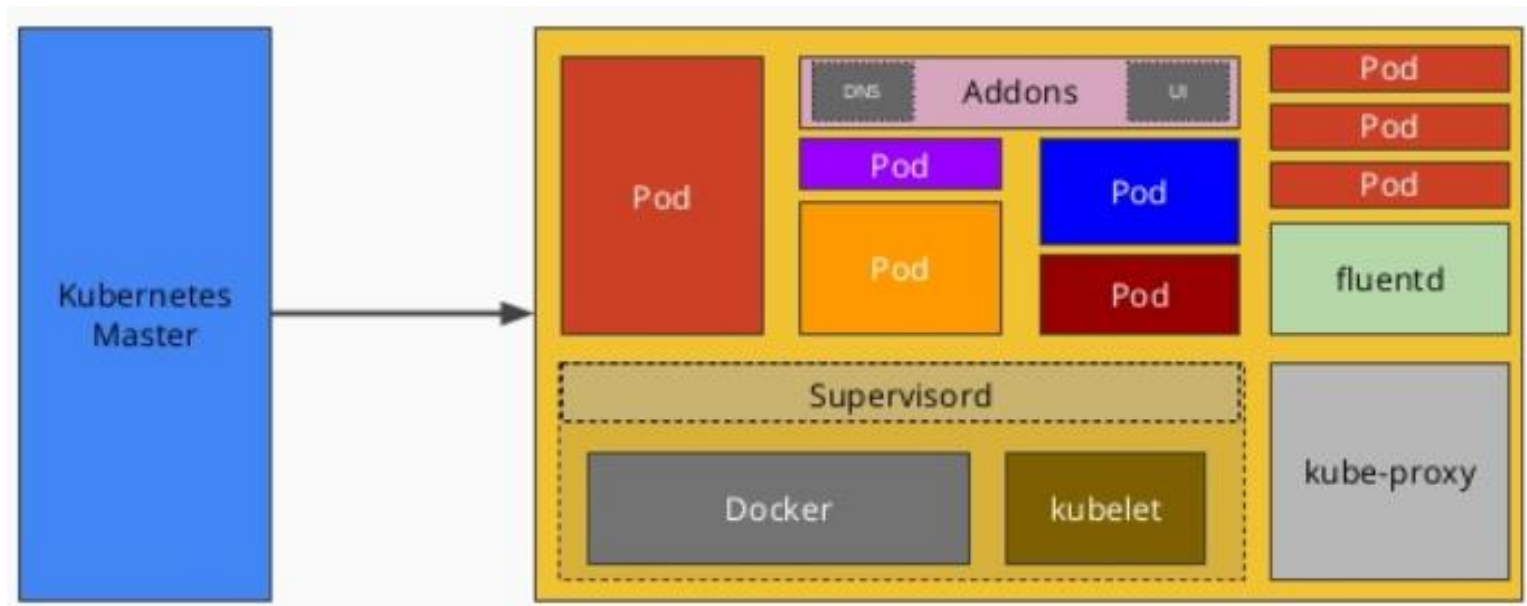 Kubernetes
Master
Pod
DNS
Addons
UI
Pod
Pod
Pod
Pod
Pod
Pod
Pod
fluentd
Supervisord
Docker
kubelet
kube-proxy